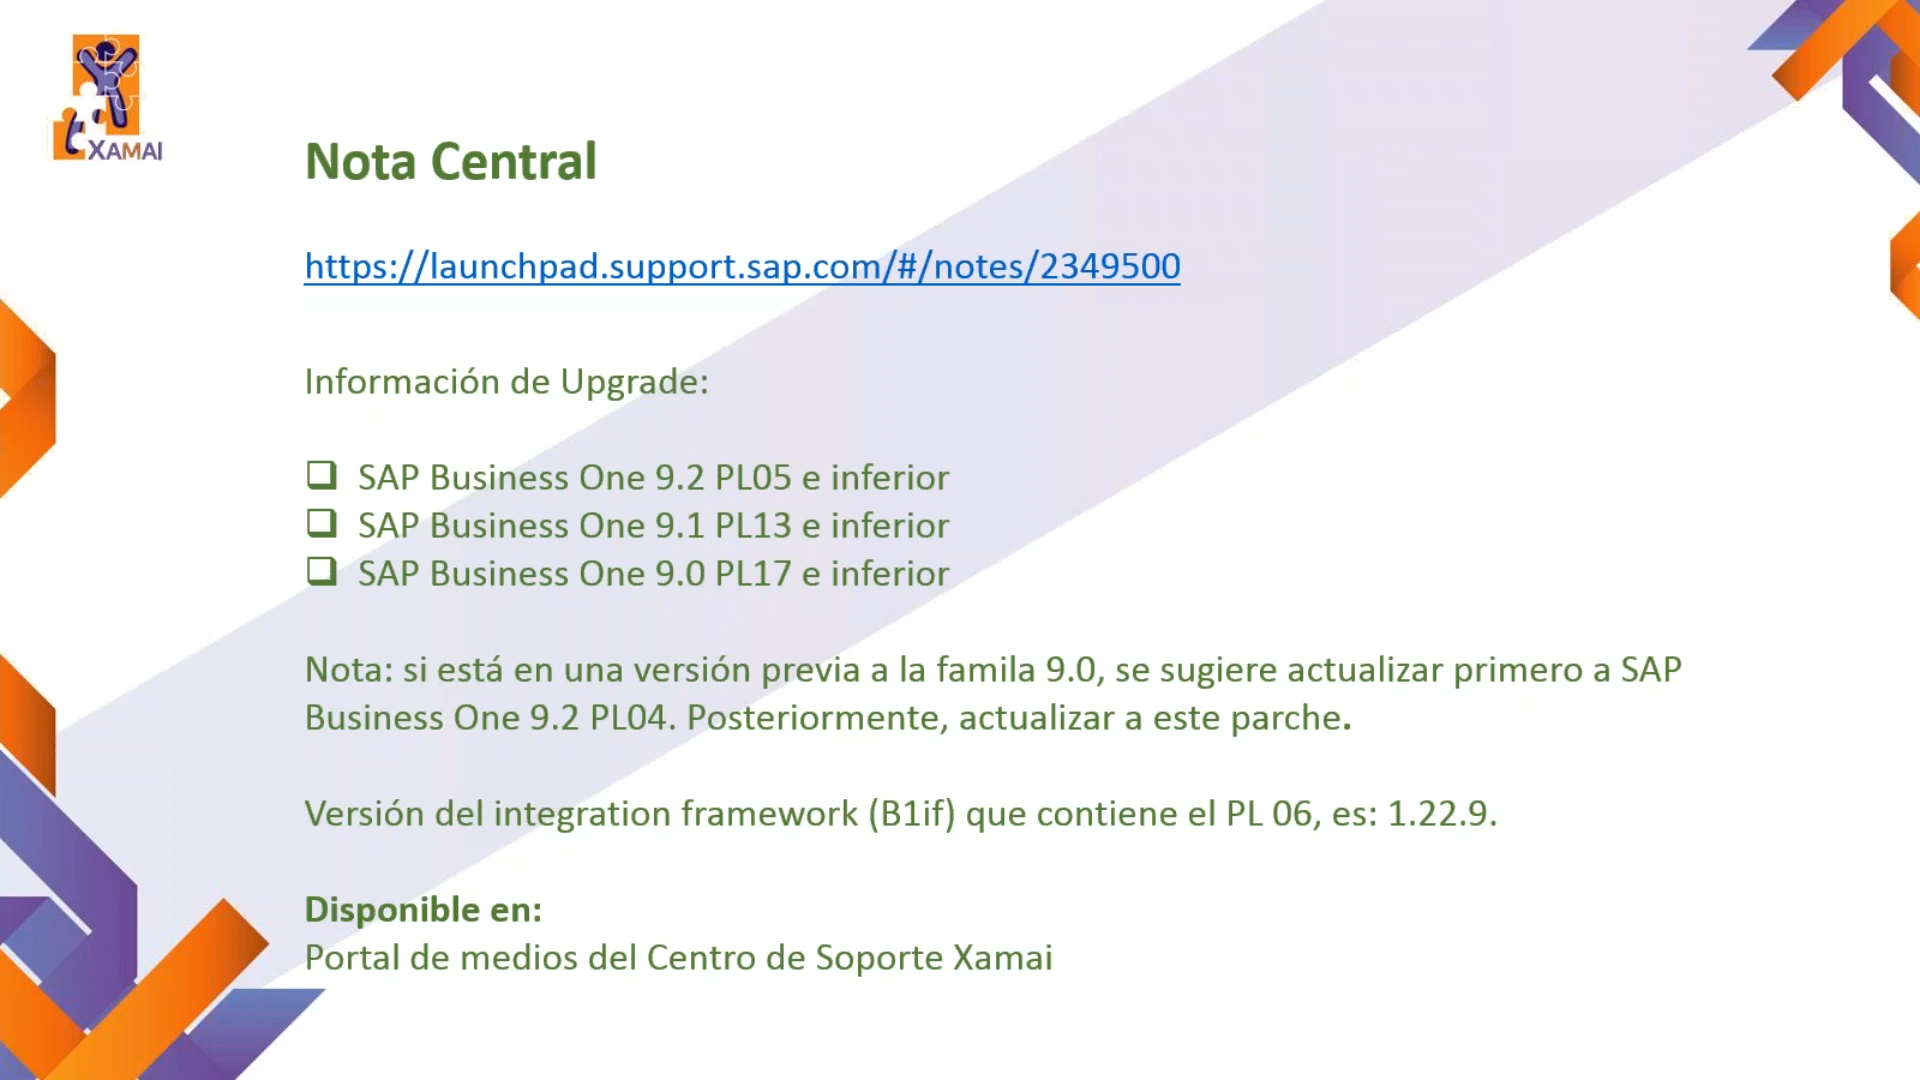 XAMAI
Nota Central
https://launchpad.support.sap.com/#/notes/2349500
Información de Upgrade:
❑ SAP Business One 9.2 PL05 e inferior
❑ SAP Business One 9.1 PL13 e inferior
❑ SAP Business One 9.0 PL17 e inferior
Nota: si está en una versión previa a la famila 9.0, se sugiere actualizar primero a SAP
Business One 9.2 PL04. Posteriormente, actualizar a este parche.
Versión del integration framework (B1if) que contiene el PL 06, es: 1.22.9.
Disponible en:
Portal de medios del Centro de Soporte Xamai